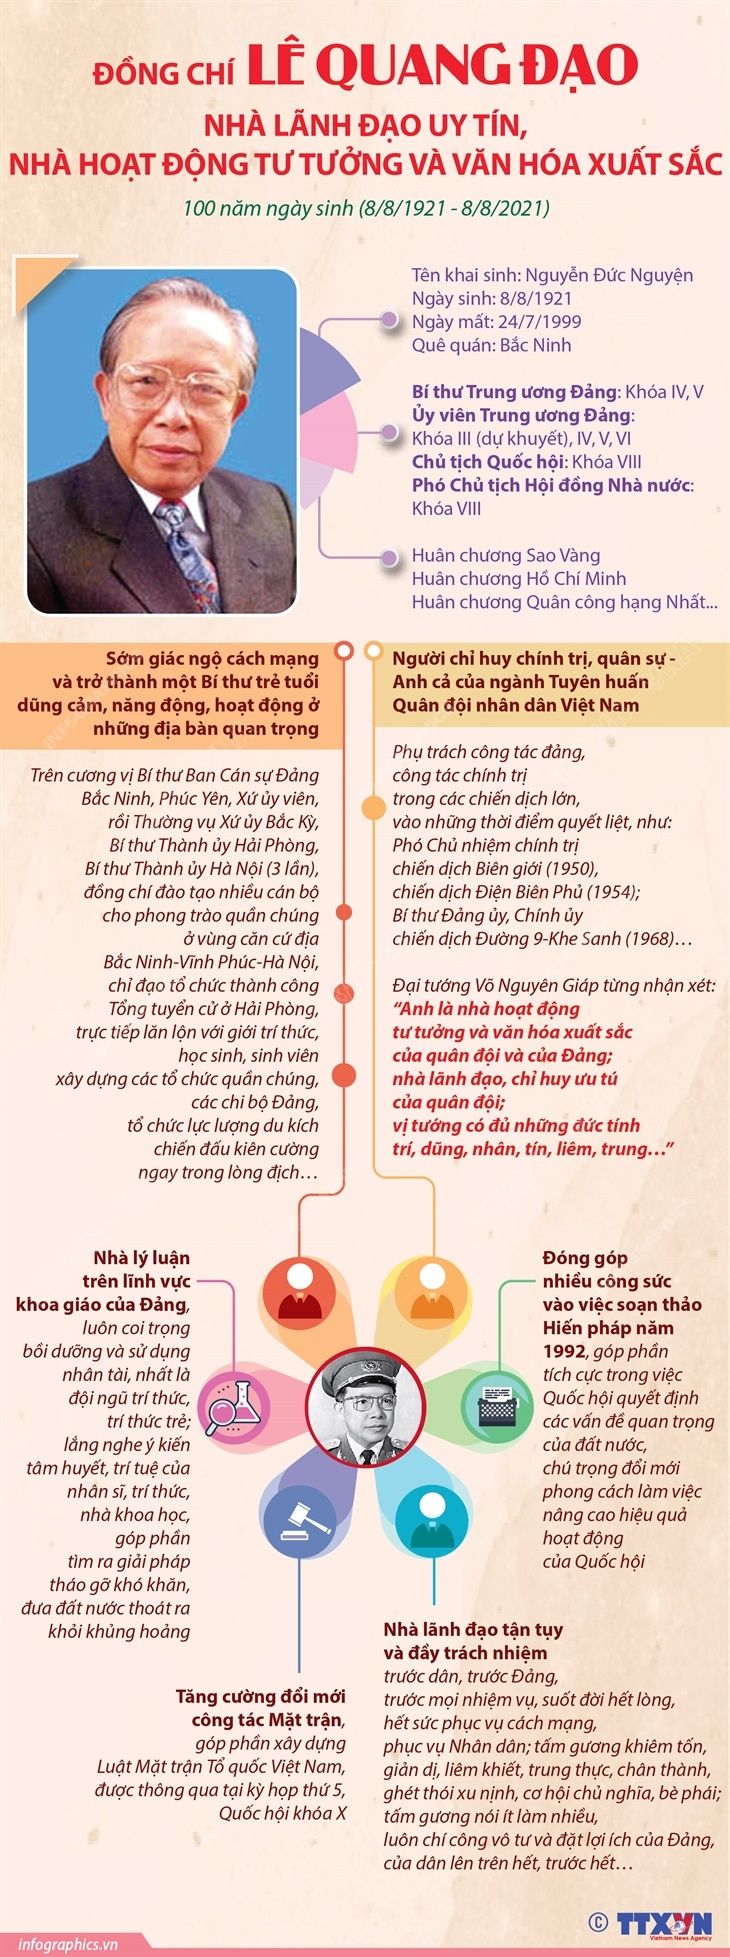 ĐỒNG CHÍ LÊ QUANG ĐẠO
NHÀ LÃNH ĐẠO UY TÍN,
NHÀ HOẠT ĐỘNG TƯ TƯỞNG VÀ VĂN HÓA XUẤT SẮC
100 năm ngày sinh (8/8/1921 - 8/8/2021)
Tên khai sinh: Nguyễn Đức Nguyện
Ngày sinh: 8/8/1921
Ngày mất: 24/7/1999
Quê quán: Bắc Ninh
Bí thư Trung ương Đảng: Khóa IV, V
Ủy viên Trung ương Đảng:
Khóa III (dự khuyết), IV, V, VI
Chủ tịch Quốc hội: Khóa VIII
Phó Chủ tịch Hội đồng Nhà nước:
Khóa VIII
Huân chương Sao Vàng
Huân chương Hồ Chí Minh
Huân chương Quân công hạng Nhất...
Sớm giác ngộ cách mạng
và trở thành một Bí thư trẻ tuổi
dũng cảm, năng động, hoạt động ở
những địa bàn quan trọng
Trên cương vị Bí thư Ban Cán sự Đảng
Bắc Ninh, Phúc Yên, Xứ ủy viên,
rồi Thường vụ Xứ ủy Bắc Kỳ,
Bí thư Thành ủy Hải Phòng,
Bí thư Thành ủy Hà Nội (3 lần),
đồng chí đào tạo nhiều cán bộ
cho phong trào quần chúng
ở vùng căn cứ địa
Bắc Ninh-Vĩnh Phúc-Hà Nội,
chỉ đạo tổ chức thành công
Tổng tuyển cử ở Hải Phòng,
trực tiếp lăn lộn với giới trí thức,
học sinh, sinh viên
xây dựng các tổ chức quần chúng,
các chi bộ Đảng,
tổ chức lực lượng du kích
chiến đấu kiên cường
ngay trong lòng địch...
Người chỉ huy chính trị, quân sự -
Anh cả của ngành Tuyên huấn
Quân đội nhân dân Việt Nam
Phụ trách công tác đảng,
công tác chính trị
trong các chiến dịch lớn,
vào những thời điểm quyết liệt, như:
Phó Chủ nhiệm chính trị
chiến dịch Biên giới (1950),
chiến dịch Điện Biên Phủ (1954);
Bí thư Đảng ủy, Chính ủy
chiến dịch Đường 9-Khe Sanh (1968)...
Đại tướng Võ Nguyên Giáp từng nhận xét:
“Anh là nhà hoạt động
tư tưởng và văn hóa xuất sắc
của quân đội và của Đảng;
nhà lãnh đạo, chỉ huy ưu tú
của quân đội;
vị tướng có đủ những đức tính
trí, dũng, nhân, tín, liêm, trung...”
Nhà lý luận
trên lĩnh vực
khoa giáo của Đảng,
luôn coi trọng
bồi dưỡng và sử dụng
nhân tài, nhất là
đội ngũ trí thức,
trí thức trẻ;
lắng nghe ý kiến
tâm huyết, trí tuệ của
nhân sĩ, trí thức,
nhà khoa học,
góp phần
tìm ra giải pháp
tháo gỡ khó khăn,
đưa đất nước thoát ra
khỏi khủng hoảng
Đóng góp
nhiều công sức
vào việc soạn thảo
Hiến pháp năm
1992, góp phần
tích cực trong việc
Quốc hội quyết định
các vấn đề quan trọng
của đất nước,
chú trọng đổi mới
phong cách làm việc
nâng cao hiệu quả
hoạt động
của Quốc hội
Tăng cường đổi mới
công tác Mặt trận,
góp phần xây dựng
Luật Mặt trận Tổ quốc Việt Nam,
được thông qua tại kỳ họp thứ 5,
Quốc hội khóa X
Nhà lãnh đạo tận tụy
và đầy trách nhiệm
trước dân, trước Đảng,
trước mọi nhiệm vụ, suốt đời hết lòng,
hết sức phục vụ cách mạng,
phục vụ Nhân dân; tấm gương khiêm tốn,
giản dị, liêm khiết, trung thực, chân thành,
ghét thói xu nịnh, cơ hội chủ nghĩa, bè phái;
tấm gương nói ít làm nhiều,
luôn chí công vô tư và đặt lợi ích của Đảng,
của dân lên trên hết, trước hết...
© TTXVN
Vietnam News Agency
infographics.vn